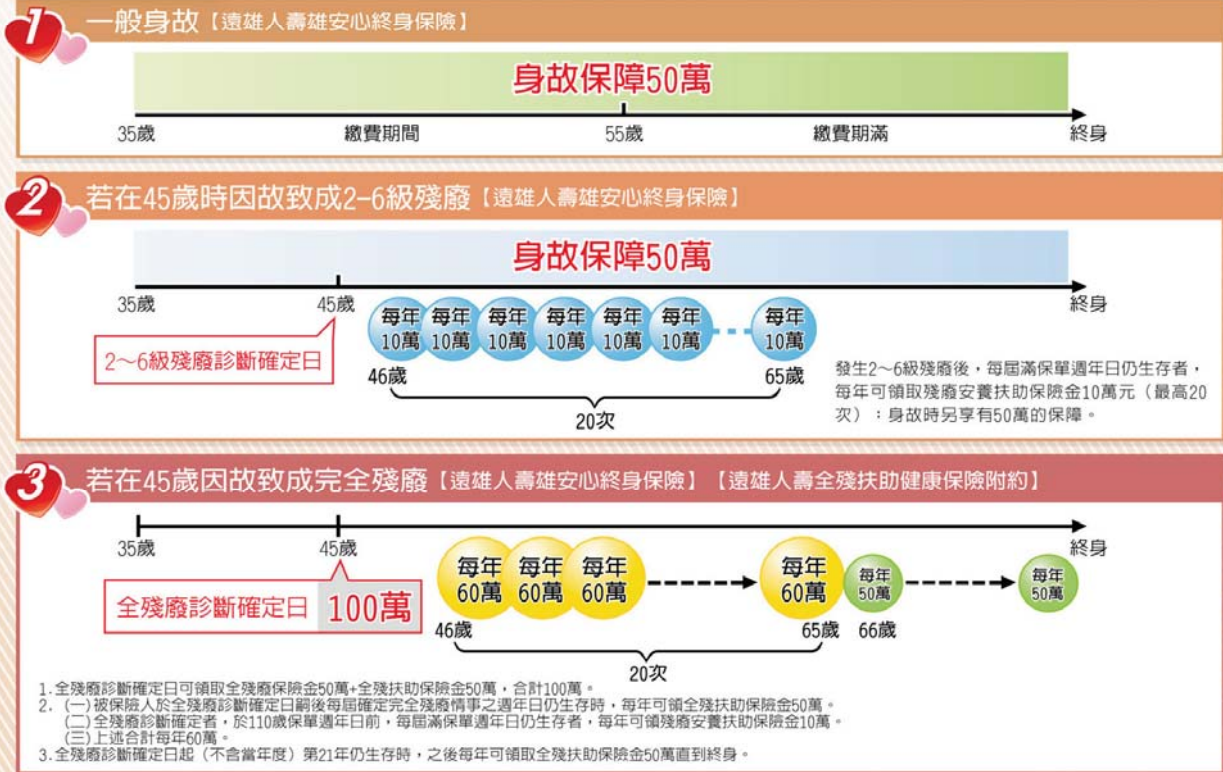 1 一般身故【遠雄人壽雄安心終身保險】
身故保障50萬
35歲 繳費期間 55歲 繳費期滿 終身
2 若在45歲時因故致成2-6級殘廢【遠雄人壽雄安心終身保險】
身故保障50萬
35歲 45歲 終身
每年10萬 每年10萬 每年10萬 每年10萬 每年10萬 每年10萬 每年10萬
2～6級殘廢診斷確定日
46歲 65歲
20次
發生2～6級殘廢後，每屆滿保單週年日仍生存者，
每年可領取殘廢安養扶助保險金10萬元（最高20
次）；身故時另享有50萬的保障。
3 若在45歲因故致成完全殘廢【遠雄人壽雄安心終身保險】【遠雄人壽全殘扶助健康保險附約】
35歲 45歲 終身
每年60萬 每年60萬 每年60萬 每年60萬 每年50萬 每年50萬
全殘廢診斷確定日 100萬
46歲 65歲 66歲
20次
1.全殘廢診斷確定日可領取全殘廢保險金50萬+全殘扶助保險金50萬，合計100萬。
2.(一)被保險人於全殘廢診斷確定日嗣後每屆確定完全殘廢情事之週年日仍生存時，每年可領全殘扶助保險金50萬。
(二)全殘廢診斷確定者，於110歲保單週年日前，每屆滿保單週年日仍生存者，每年可領殘廢安養扶助保險金10萬。
(三)上述合計每年60萬。
3.全殘廢診斷確定日起（不含當年度）第21年仍生存時，之後每年可領取全殘扶助保險金50萬直到終身。